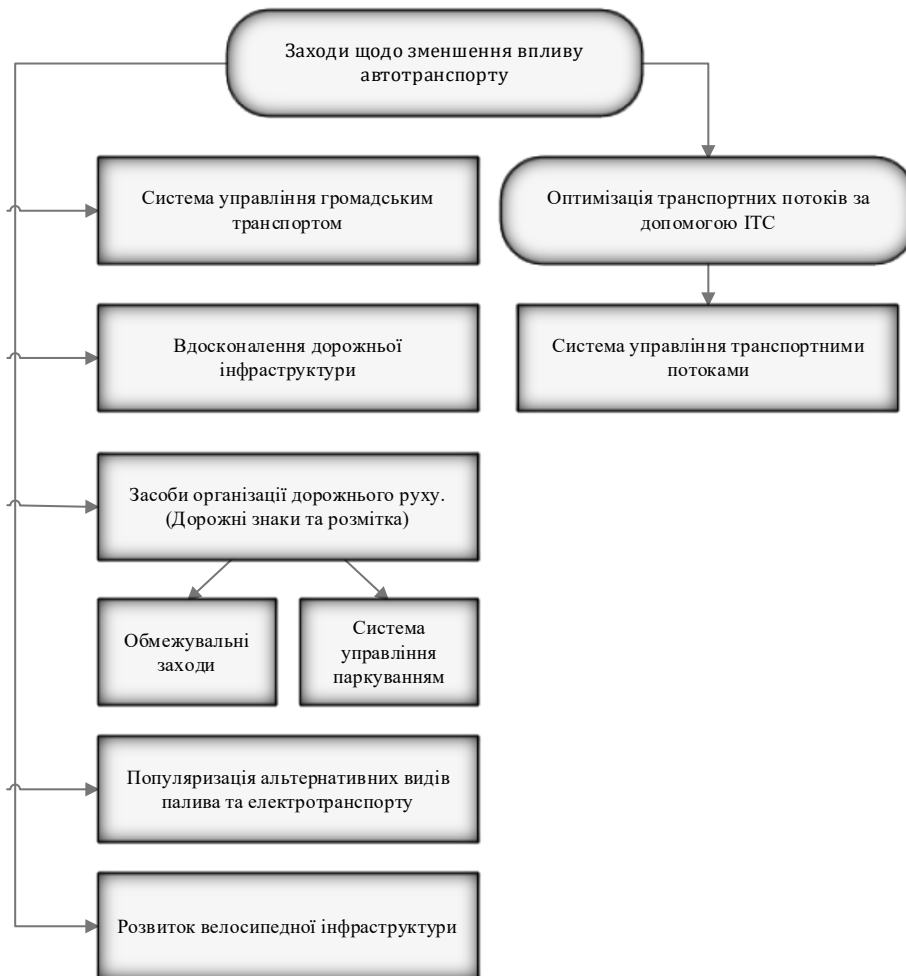 Заходи щодо зменшення впливу
автотранспорту
Система управління громадським
транспортом
Оптимізація транспортних потоків за
допомогою ІТС
Вдосконалення дорожньої
інфраструктури
Система управління транспортними
потоками
Засоби організації дорожнього руху.
(Дорожні знаки та розмітка)
Обмежувальні
заходи
Система
управління
паркуванням
Популяризація альтернативних видів
палива та електротранспорту
Розвиток велосипедної інфраструктури